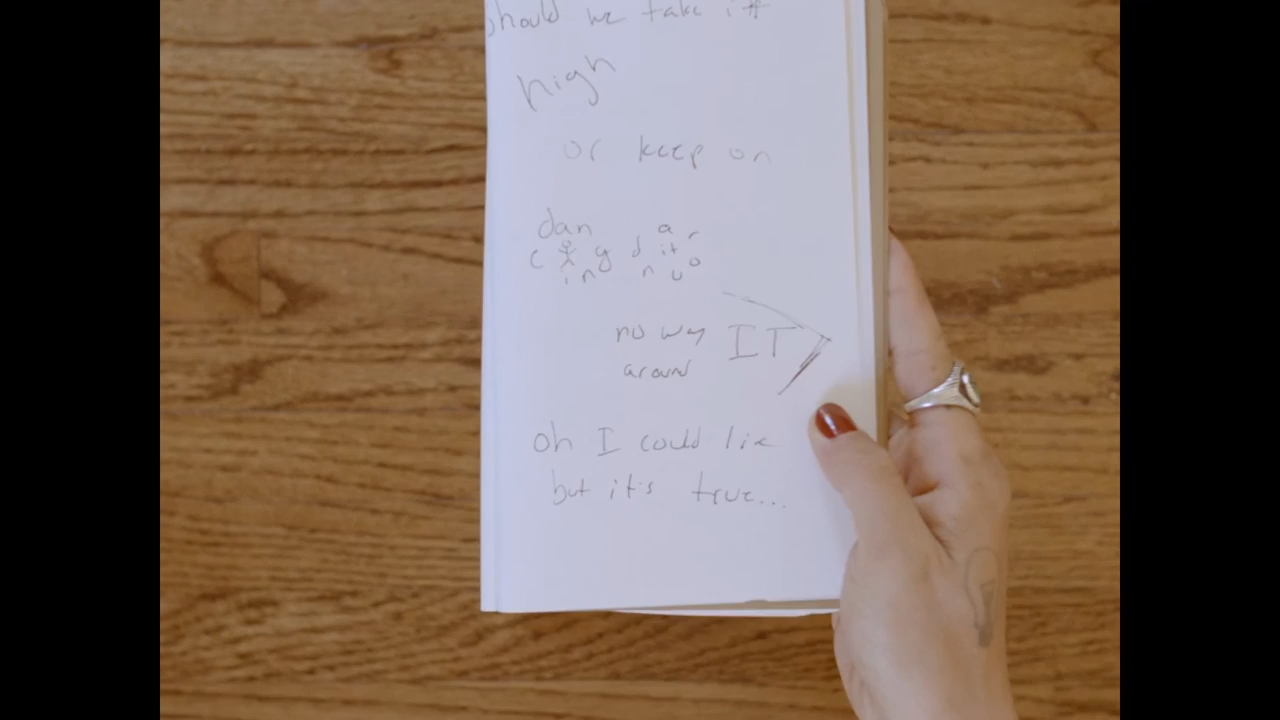 should we take it
high
or keep on
dancing around it
no way IT
around
oh I could lie
but it's true...